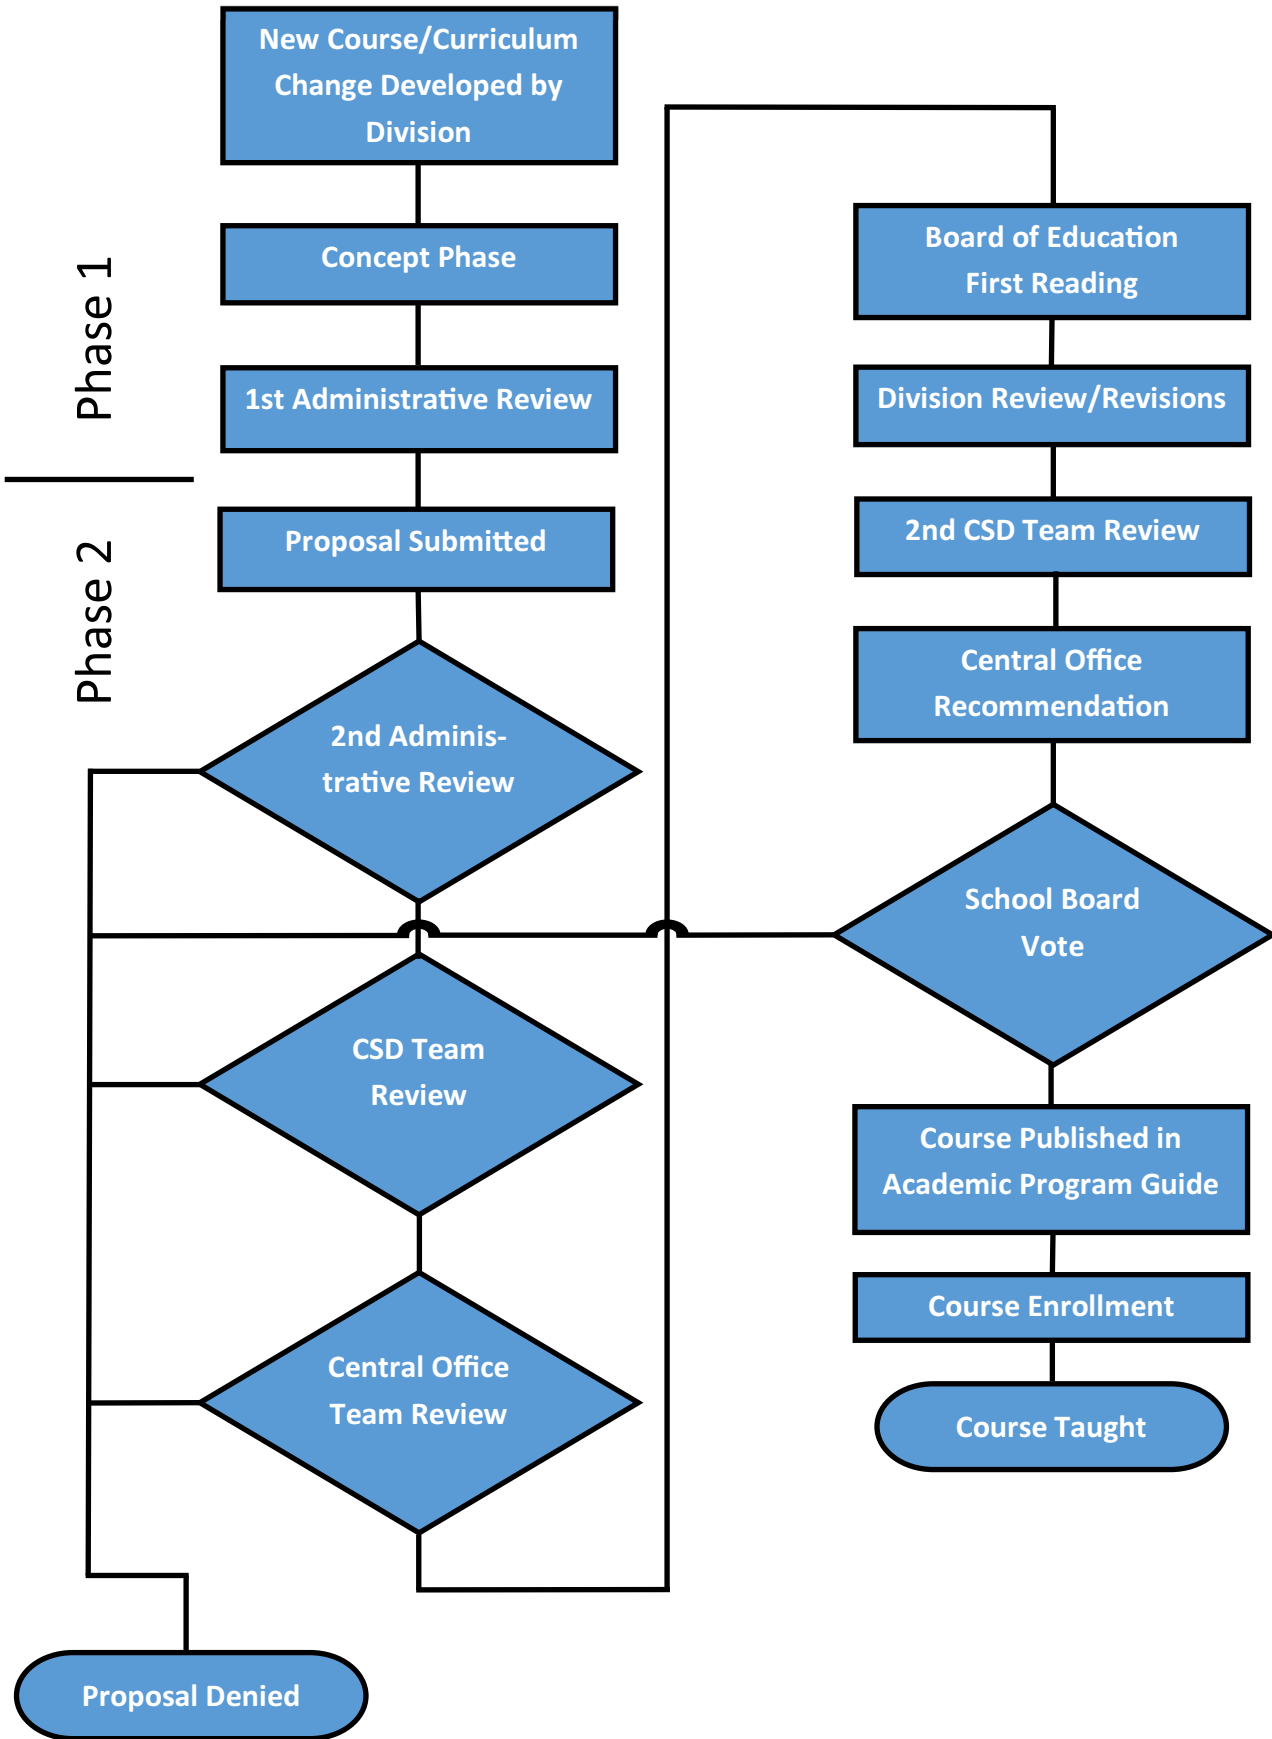 New Course/Curriculum
Change Developed by
Division
Concept Phase
1st Administrative Review
Phase 1
Proposal Submitted
Phase 2
2nd Adminis-
trative Review
CSD Team
Review
Central Office
Team Review
Proposal Denied
Board of Education
First Reading
Division Review/Revisions
2nd CSD Team Review
Central Office
Recommendation
School Board
Vote
Course Published in
Academic Program Guide
Course Enrollment
Course Taught